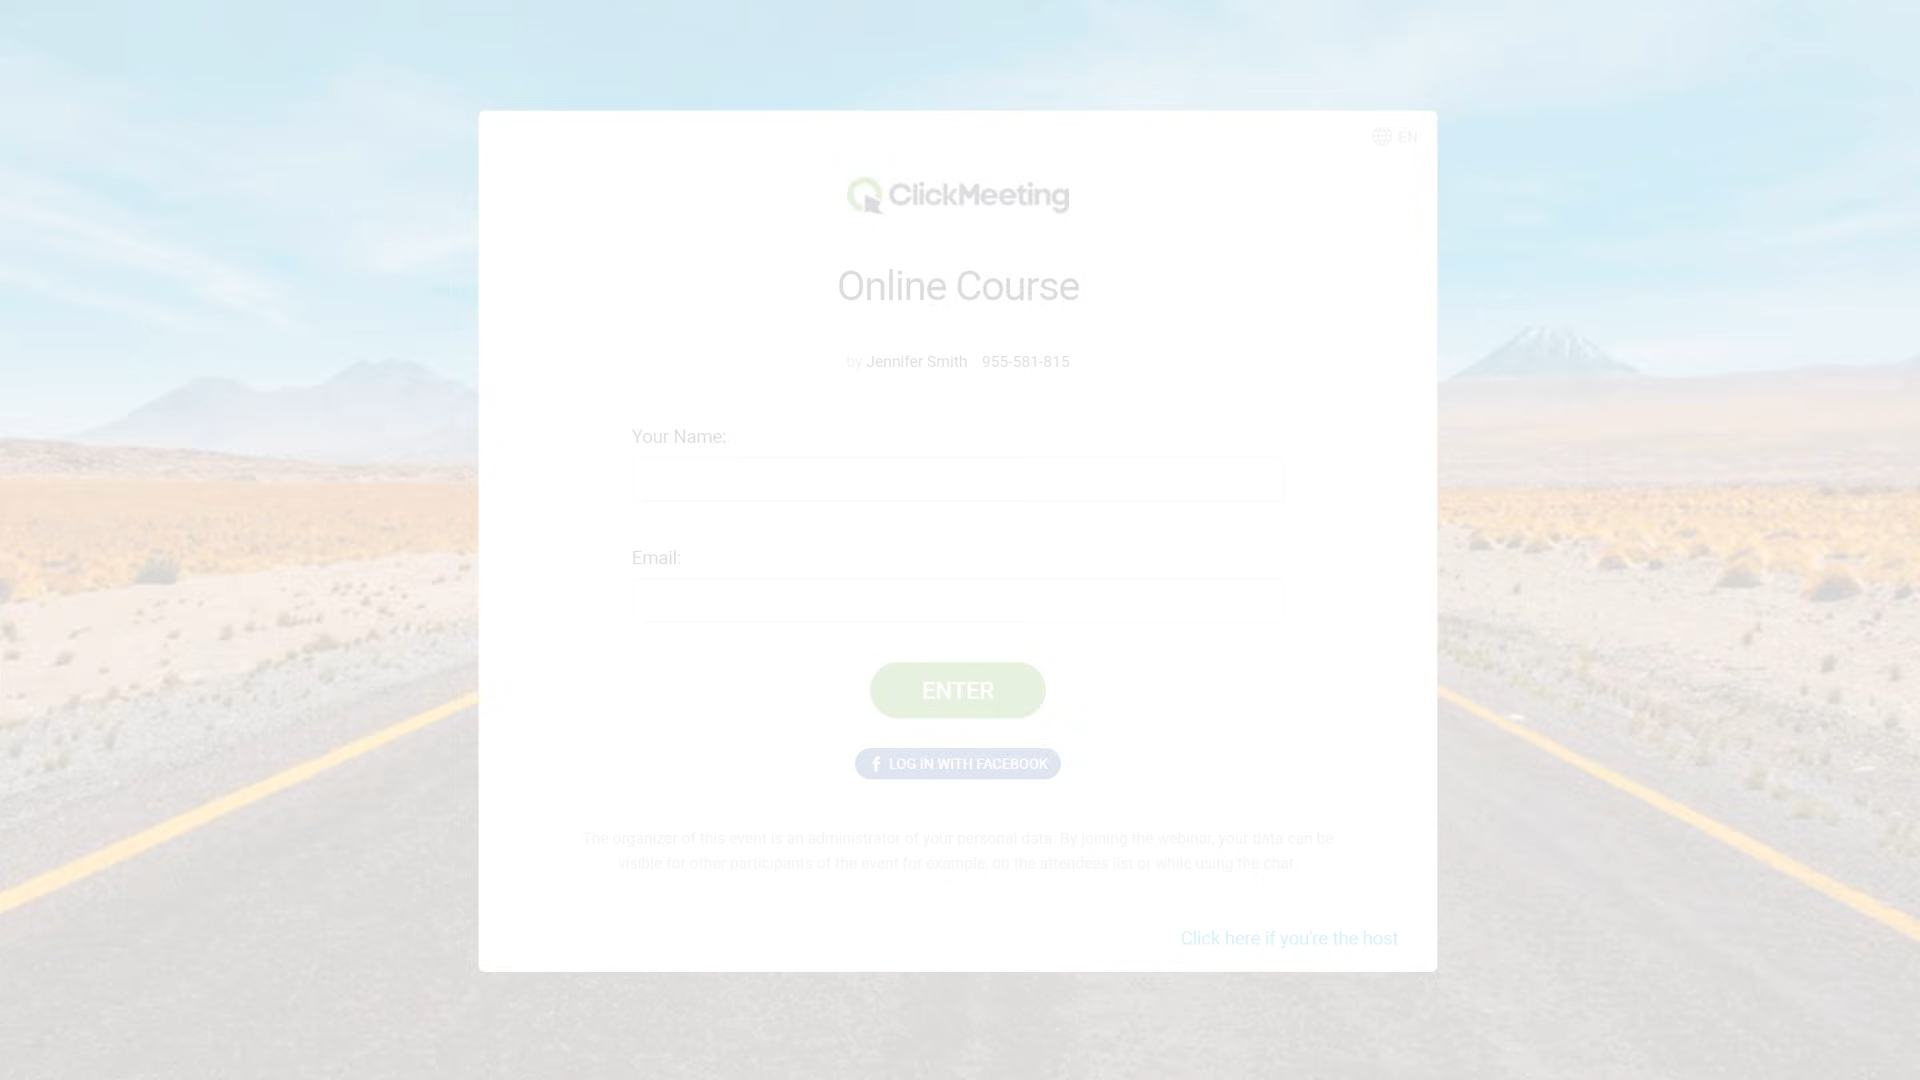 EN
ClickMeeting
Online Course
by Jennifer Smith 955-581-815
Your Name:
Email:
ENTER
f LOG IN WITH FACEBOOK
The organizer of this event is an administrator of your personal data. By joining the webinar, your data can be
visible for other participants of the event for example: on the attendees list or while using the chat
Click here if you're the host